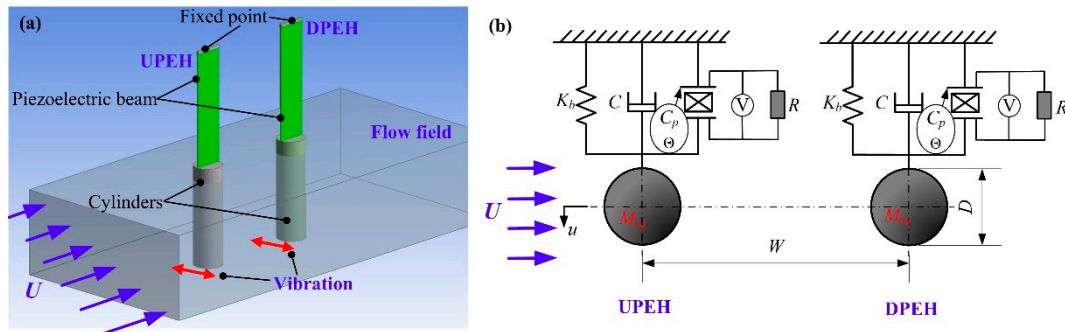 (a)
Fixed point
DPEH
UPEH
Piezoelectric beam
Flow field
Cylinders
U
Vibration
(b)
K_b
C
C_p
Θ
V
R
K_b
C
C_p
Θ
V
R
U
u
M_eq
M_eq
D
W
UPEH
DPEH